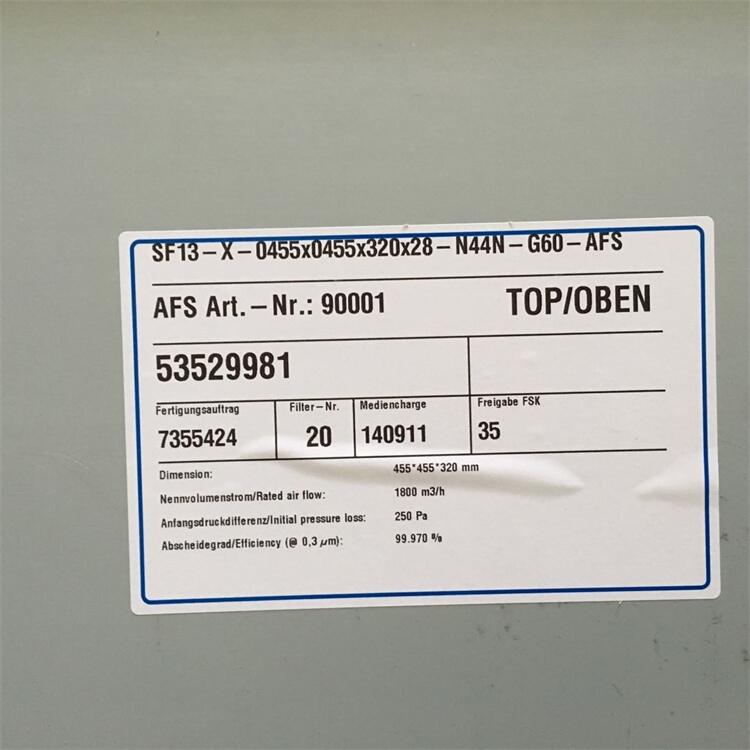 SF13-X-0455x0455x320x28-N44N-G60-AFS
AFS Art.-Nr.: 90001 TOP/OBEN
53529981
Fertigungsauftrag Filter-Nr. Mediencharge Freigabe FSK
7355424 20 140911 35
Dimension: 455*455*320 mm
Nennvolumenstrom/Rated air flow: 1800 m3/h
Anfangsdruckdifferenz/Initial pressure loss: 250 Pa
Abscheidegrad/Efficiency (@ 0,3 µm): 99.970 %